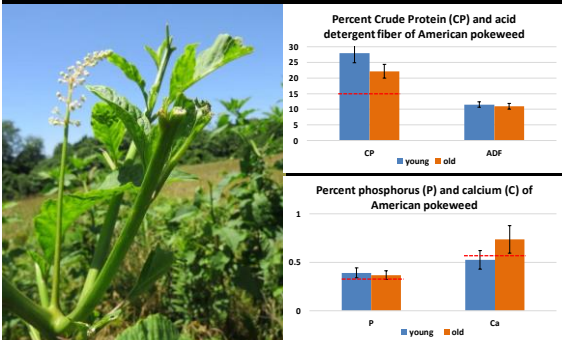 Percent Crude Protein (CP) and acid
detergent fiber of American pokeweed
30
25
20
15
10
5
0
CP
ADF
young
old
Percent phosphorus (P) and calcium (C) of
American pokeweed
1
0.5
0
P
Ca
young
old